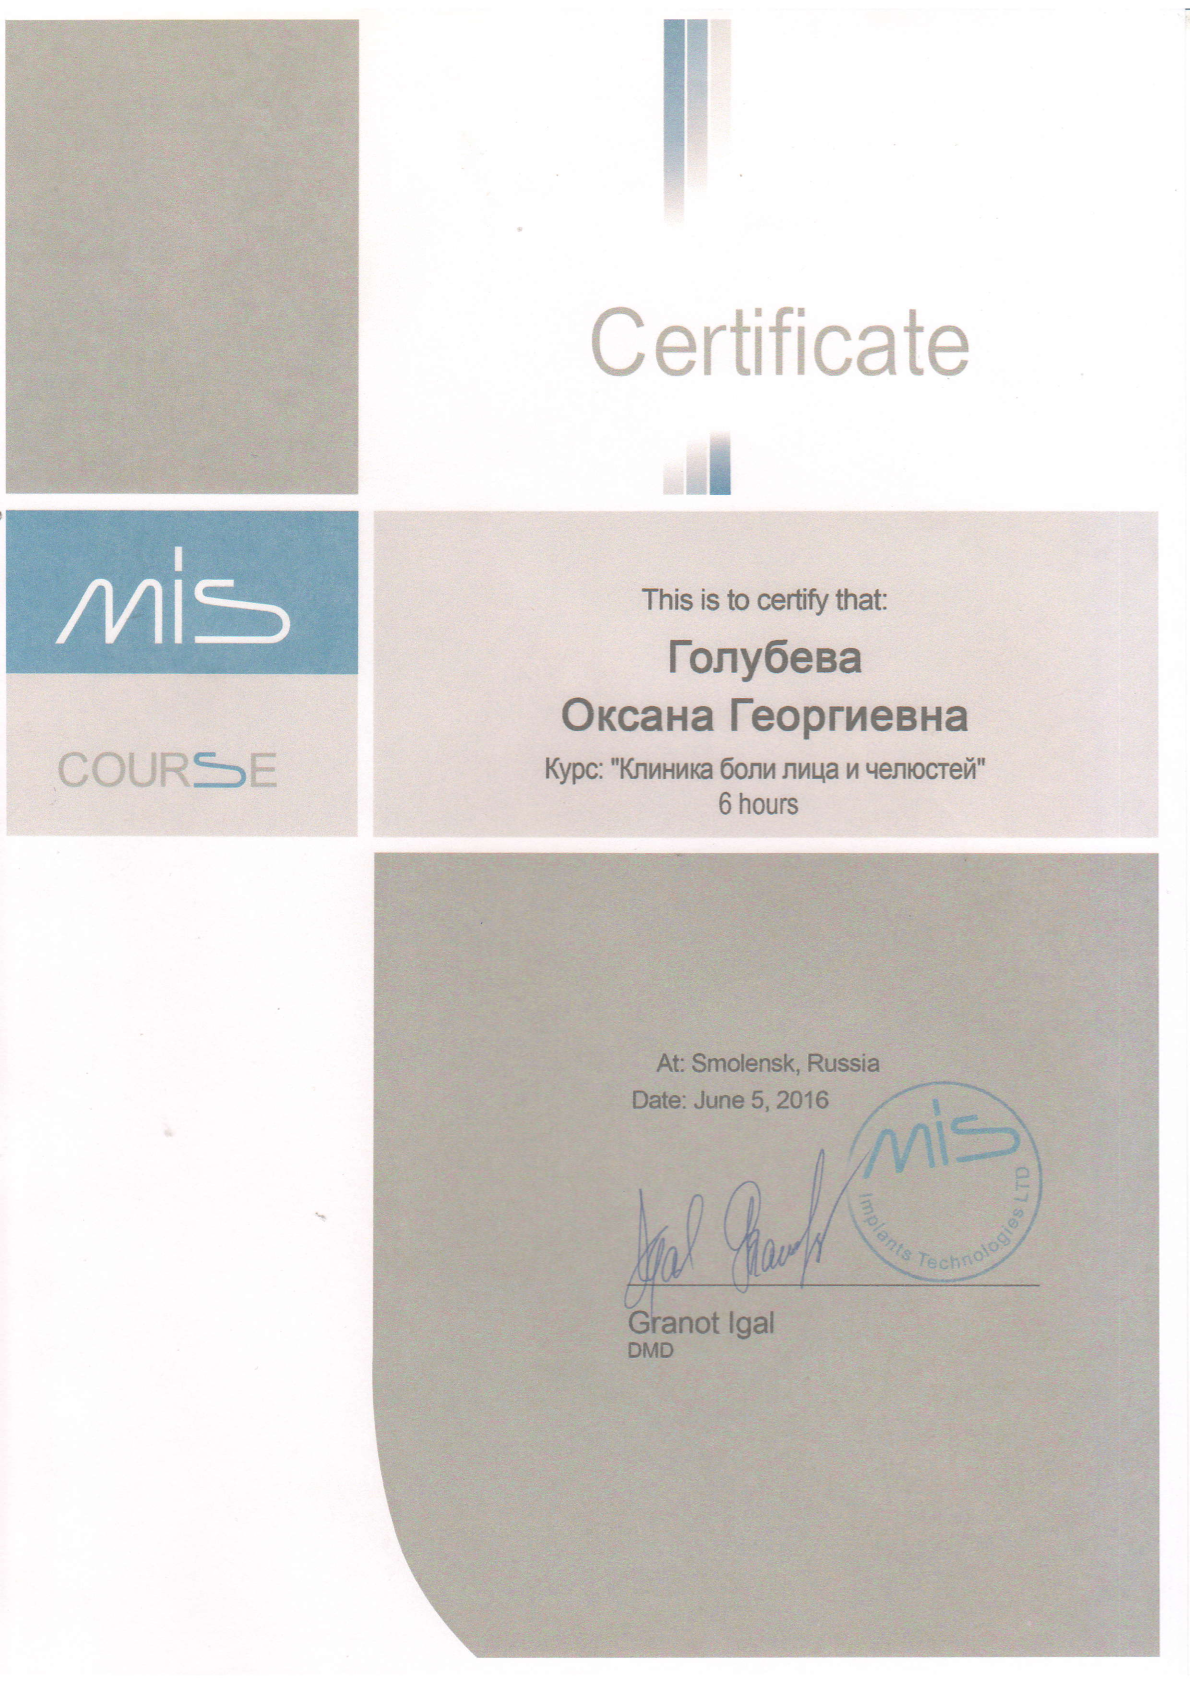 Certificate
mis
COURSE
This is to certify that:
Голубева
Оксана Георгиевна
Курс: "Клиника боли лица и челюстей"
6 hours
At: Smolensk, Russia
Date: June 5, 2016
mis
Implants Technologies LTD
Granot Igal
DMD